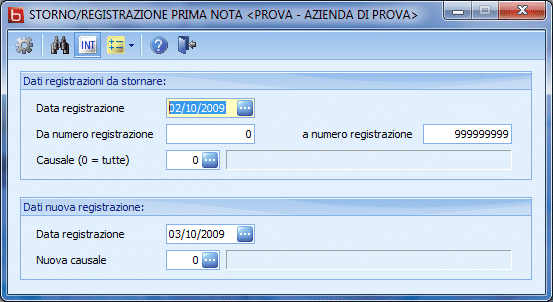 STORNO/REGISTRAZIONE PRIMA NOTA <PROVA - AZIENDA DI PROVA>
INT
Dati registrazioni da stornare:
Data registrazione 02/10/2009
Da numero registrazione 0 a numero registrazione 999999999
Causale (0 = tutte) 0
Dati nuova registrazione:
Data registrazione 03/10/2009
Nuova causale 0